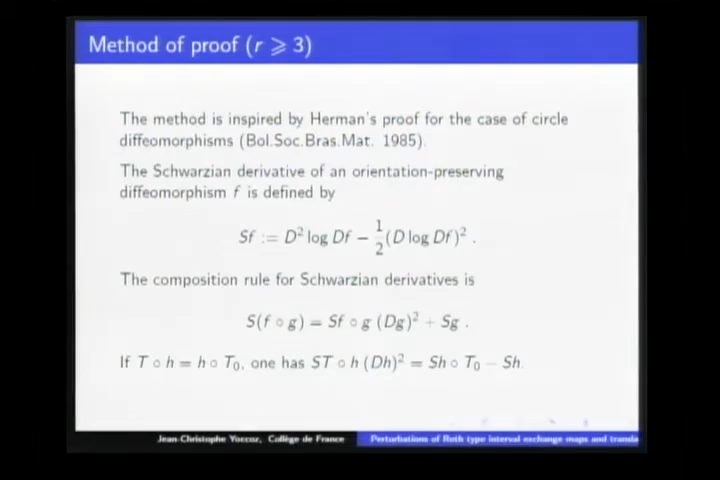 Method of proof (r ⩾ 3)
The method is inspired by Herman's proof for the case of circle
diffeomorphisms (Bol.Soc.Bras.Mat. 1985).
The Schwarzian derivative of an orientation-preserving
diffeomorphism f is defined by
Sf := D² log Df − 1/2 (D log Df)² .
The composition rule for Schwarzian derivatives is
S(f ∘ g) = Sf ∘ g (Dg)² + Sg .
If T ∘ h = h ∘ T₀, one has ST ∘ h (Dh)² = Sh ∘ T₀ − Sh.
Jean-Christophe Yoccoz, Collège de France Perturbations of Roth type interval exchange maps and transla